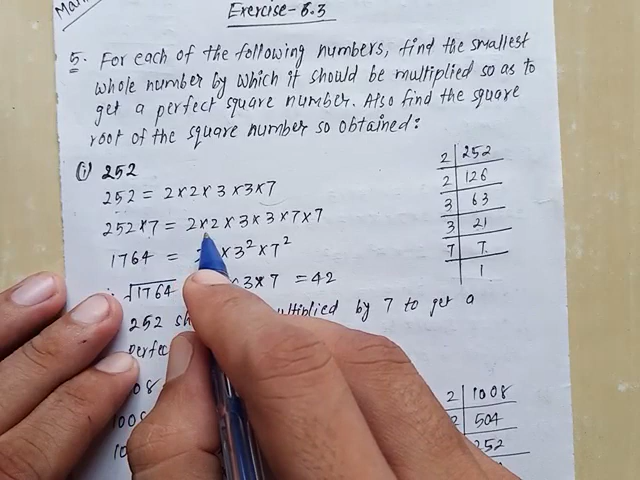 Exercise-6.3
5. For each of the following numbers, find the smallest
whole number by which it should be multiplied so as to
get a perfect square number. Also find the square
root of the square number so obtained:
(i) 252
252 = 2×2×3×3×7
252×7 = 2×2×3×3×7×7
1764 = ×3²×7²
∴ √1764 ×3×7 = 42
252 by 7 to get a
2 | 252
2 | 126
3 | 63
3 | 21
7 | 7
1
2 | 1008
2 | 504
252